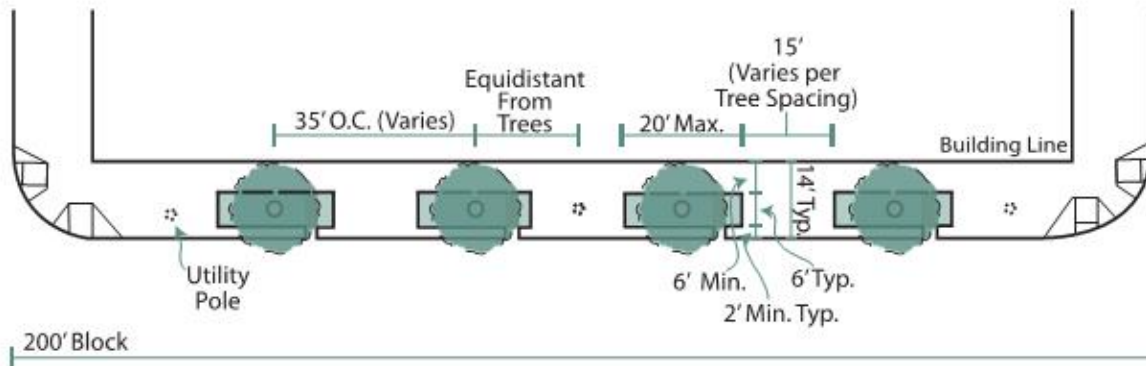 15'
(Varies per
Tree Spacing)
Equidistant
From
Trees
35' O.C. (Varies)
20' Max.
Building Line
14' Typ.
Utility
Pole
6' Min.
6' Typ.
2' Min. Typ.
200' Block